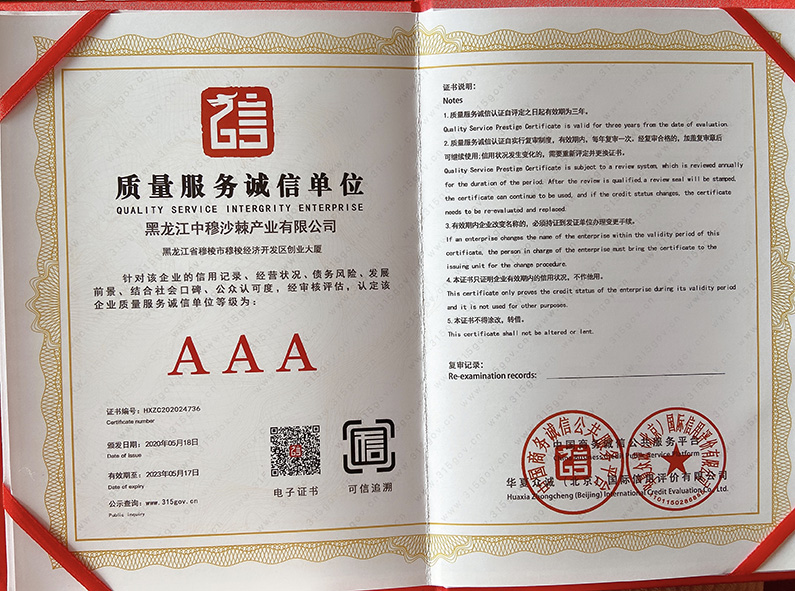 质量服务诚信单位
QUALITY SERVICE INTERGRITY ENTERPRISE
黑龙江中穆沙棘产业有限公司
黑龙江省穆棱市穆棱经济开发区创业大厦
针对该企业的信用记录、经营状况、债务风险、发展
前景、结合社会口碑、公众认可度，经审核评估，认定该
企业质量服务诚信单位等级为：
AAA
证书编号：HXZC202024736
Certificate number
颁发日期：2020年05月18日
Date of issue
有效期至：2023年05月17日
Date of expiry
公示查询：www.315gov.cn
Public inquiry
电子证书
信
可信追溯
证书说明：
Notes
1.质量服务诚信认证自评定之日起有效期为三年。
Quality Service Prestige Certificate is valid for three years from the date of evaluation.
2.质量服务诚信认证自实行复审制度，有效期内，每年复审一次。经复审合格的，加盖复审章后
可继续使用;信用状况发生变化的，需要重新评定并更换证书。
Quality Service Prestige Certificate is subject to a review system, which is reviewed annually
for the duration of the period. After the review is qualified,a review seal will be stamped,
the certificate can continue to be used, and if the credit status changes, the certificate
needs to be re-evaluated and replaced.
3.有效期内企业改变名称的，必须持证到发证单位办理变更手续。
If an enterprise changes the name of the enterprise within the validity period of this
certificate, the person in charge of the enterprise must bring the certificate to the
issuing unit for the change procedure.
4.本证书只证明企业有效期内的信用状况，不作他用。
This certificate only proves the credit status of the enterprise during its validity period
and it is not used for other purposes.
5.本证书不得涂改，转借。
This certificate shall not be altered or lent.
复审记录：
Re-examination records:
中国商务诚信公共服务平台
华夏众诚（北京）国际信用评价有限公司
Huaxia Zhongcheng (Beijing) International Credit Evaluation Co., Ltd.